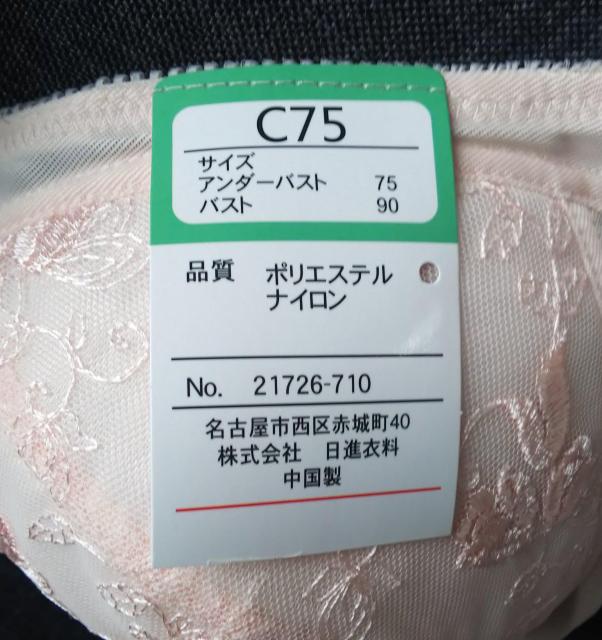 C75
サイズ
アンダーバスト 75
バスト 90
品質 ポリエステル
ナイロン
No. 21726-710
名古屋市西区赤城町40
株式会社 日進衣料
中国製